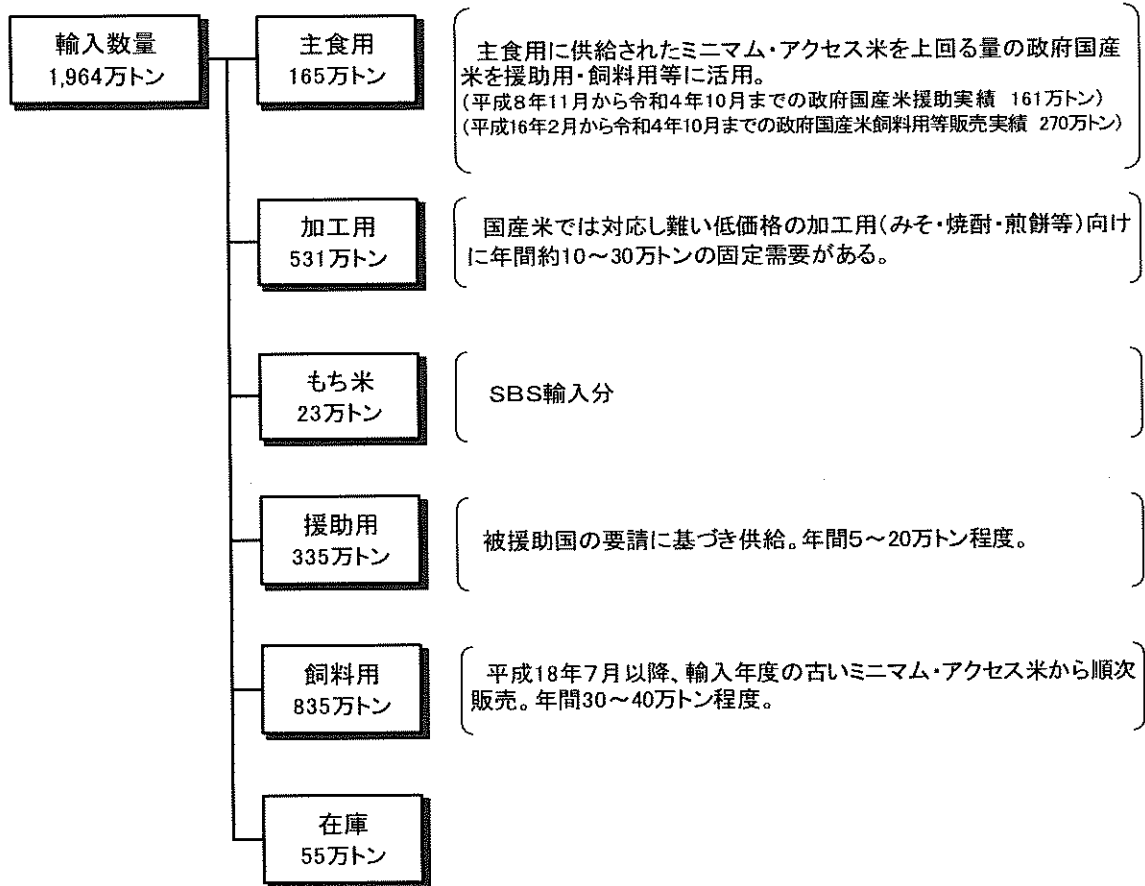 輸入数量
1,964万トン
主食用
165万トン
主食用に供給されたミニマム・アクセス米を上回る量の政府国産
米を援助用・飼料用等に活用。
(平成8年11月から令和4年10月までの政府国産米援助実績 161万トン)
(平成16年2月から令和4年10月までの政府国産米飼料用等販売実績 270万トン)
加工用
531万トン
国産米では対応し難い低価格の加工用(みそ・焼酎・煎餅等)向け
に年間約10～30万トンの固定需要がある。
もち米
23万トン
SBS輸入分
援助用
335万トン
被援助国の要請に基づき供給。年間5～20万トン程度。
飼料用
835万トン
平成18年7月以降、輸入年度の古いミニマム・アクセス米から順次
販売。年間30～40万トン程度。
在庫
55万トン